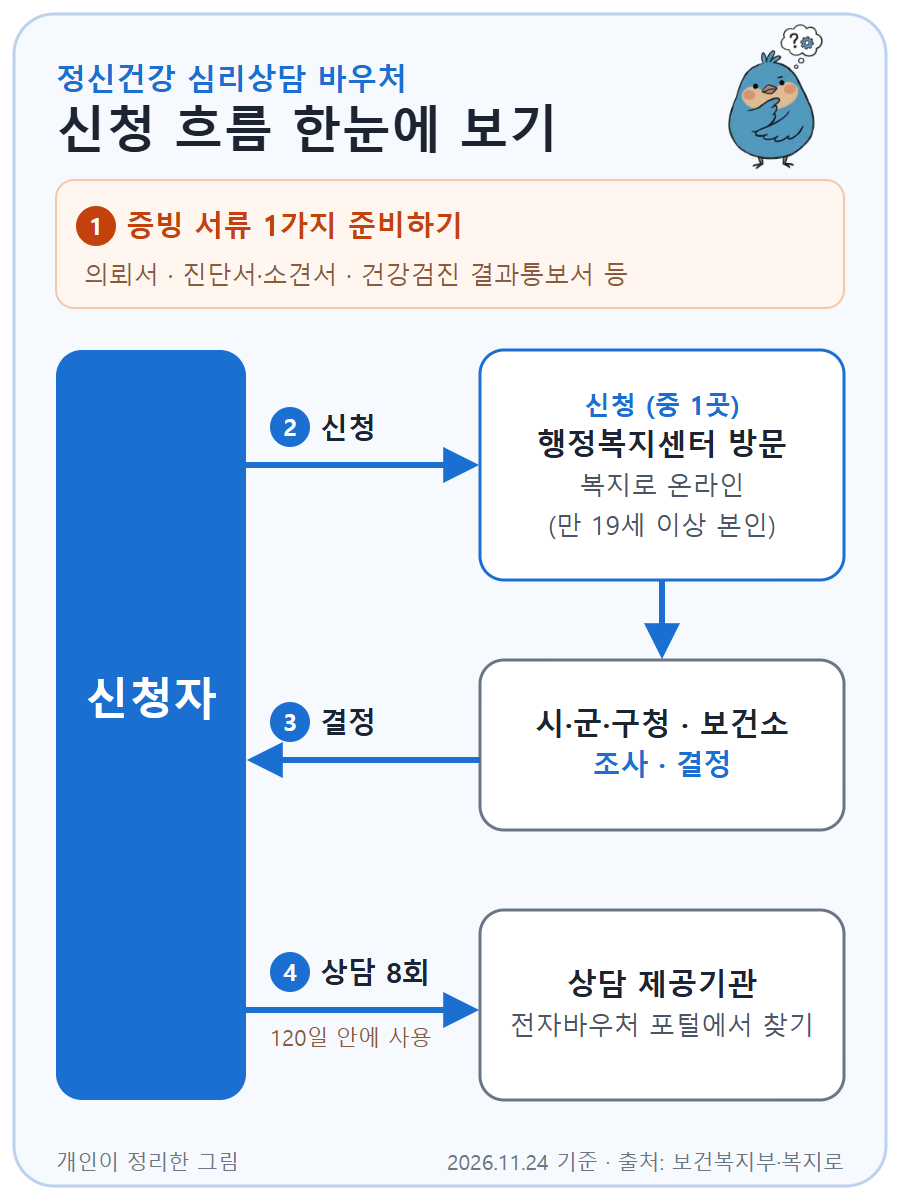 정신건강 심리상담 바우처
?
신청 흐름 한눈에 보기
1 증빙 서류 1가지 준비하기
의뢰서 · 진단서·소견서 · 건강검진 결과통보서 등
신청자
2 신청
신청 (중 1곳)
행정복지센터 방문
복지로 온라인
(만 19세 이상 본인)
3 결정
시·군·구청 · 보건소
조사 · 결정
4 상담 8회
120일 안에 사용
상담 제공기관
전자바우처 포털에서 찾기
개인이 정리한 그림
2026.11.24 기준 · 출처: 보건복지부·복지로